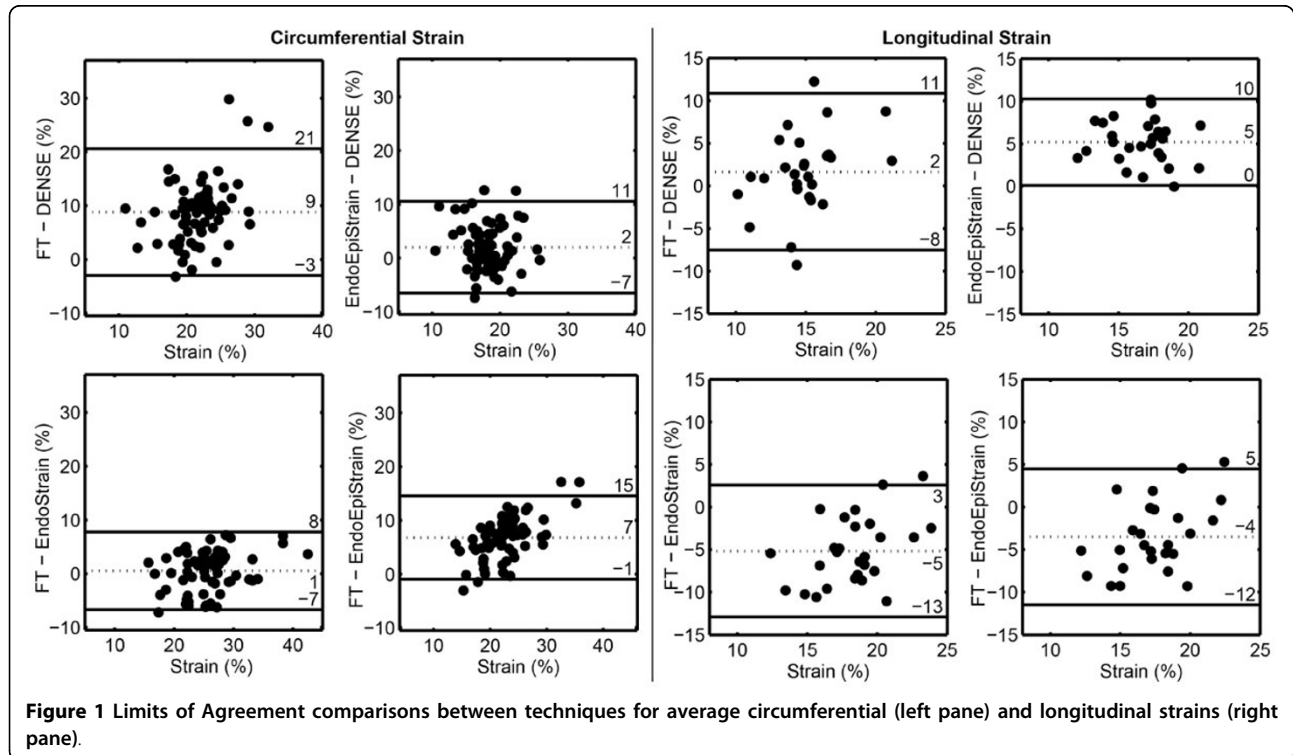 Circumferential Strain
Longitudinal Strain
FT − DENSE (%)
30
20
10
0
−10
21
9
−3
10 20 30 40
Strain (%)
EndoEpiStrain − DENSE (%)
30
20
10
0
−10
11
2
−7
10 20 30 40
Strain (%)
FT − DENSE (%)
15
10
5
0
−5
−10
−15
11
2
−8
10 15 20 25
Strain (%)
EndoEpiStrain − DENSE (%)
15
10
5
0
−5
−10
−15
10
5
0
10 15 20 25
Strain (%)
FT − EndoStrain (%)
30
20
10
0
−10
8
1
−7
10 20 30 40
Strain (%)
FT − EndoEpiStrain (%)
30
20
10
0
−10
15
7
−1
10 20 30 40
Strain (%)
FT − EndoStrain (%)
15
10
5
0
−5
−10
−15
3
−5
−13
10 15 20 25
Strain (%)
FT − EndoEpiStrain (%)
15
10
5
0
−5
−10
−15
5
−4
−12
10 15 20 25
Strain (%)
Figure 1 Limits of Agreement comparisons between techniques for average circumferential (left pane) and longitudinal strains (right
pane).